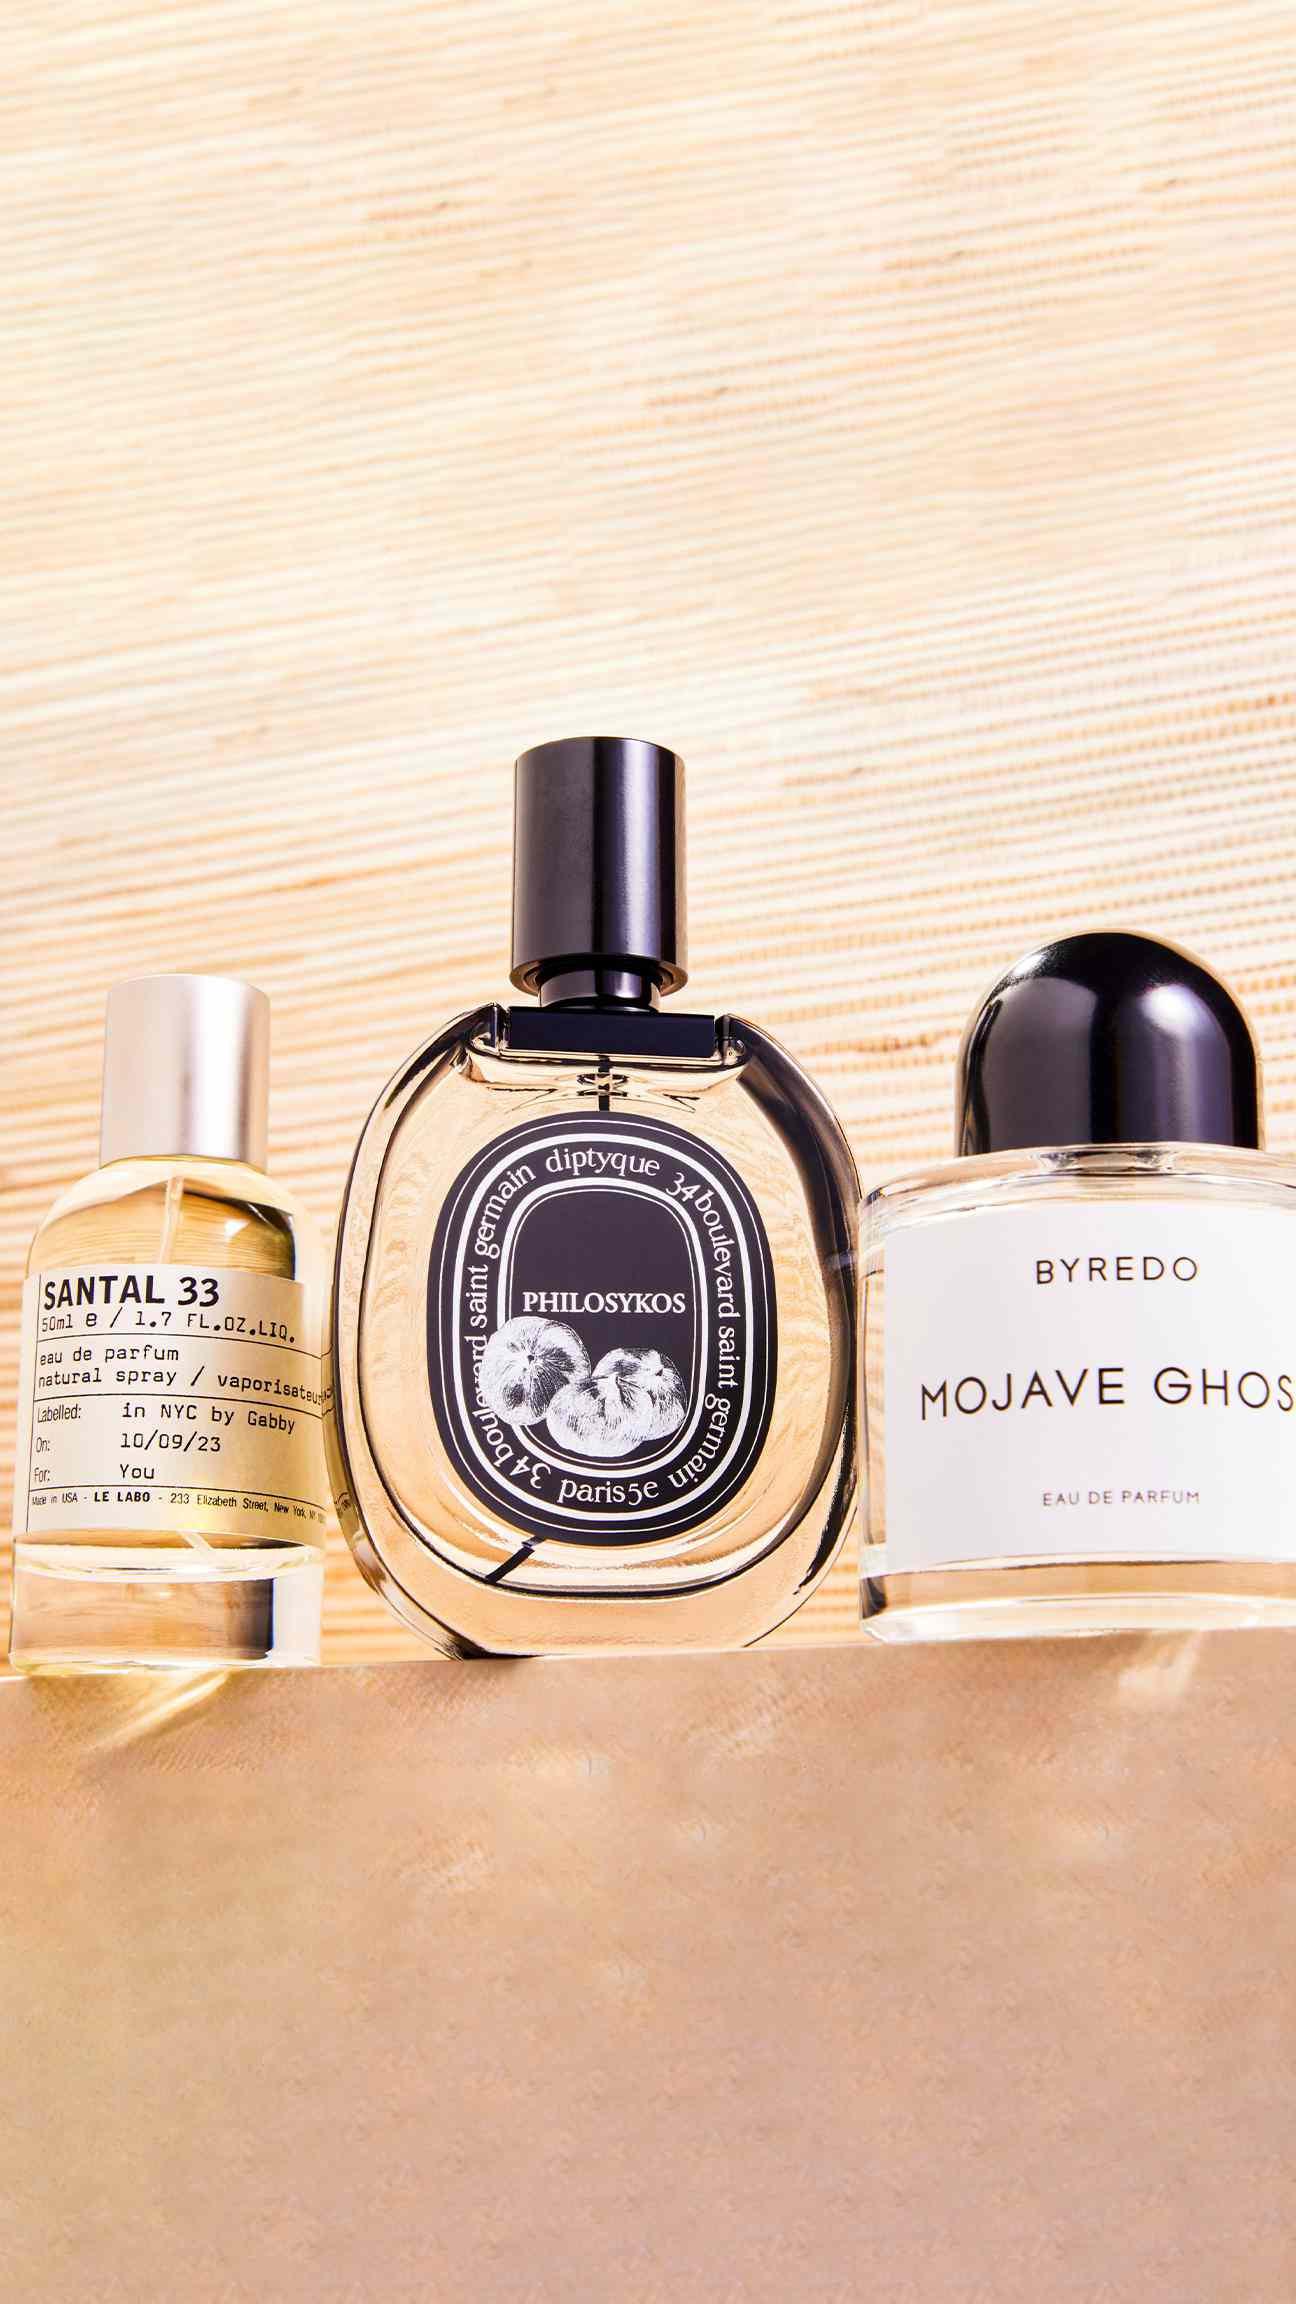 SANTAL 33
50ml e / 1.7 FL.OZ.LIQ.
eau de parfum
natural spray / vaporisateur
Labelled: in NYC by Gabby
On: 10/09/23
For: You
Made in USA - LE LABO - 233 Elizabeth Street, New York, NY
diptyque 34 boulevard saint germain paris5e 34 boulevard saint germain
PHILOSYKOS
BYREDO
MOJAVE GHOS
EAU DE PARFUM